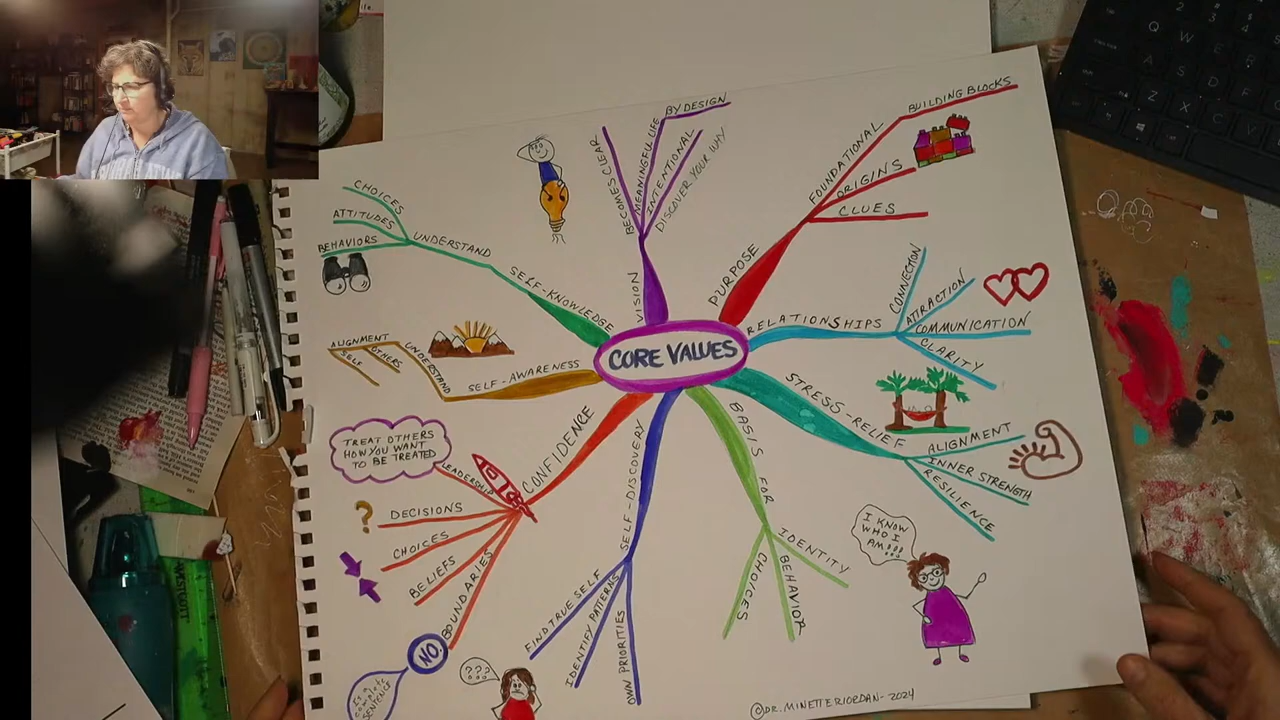 CORE VALUES
VISION
BECOMES CLEAR
MEANINGFUL LIFE
BY DESIGN
INTENTIONAL
DISCOVER YOUR WAY
PURPOSE
FOUNDATIONAL
BUILDING BLOCKS
ORIGINS
CLUES
RELATIONSHIPS
CONNECTION
ATTRACTION
COMMUNICATION
CLARITY
STRESS-RELIEF
ALIGNMENT
INNER STRENGTH
RESILIENCE
I KNOW
WHO I
AM
BASIS FOR
IDENTITY
BEHAVIOR
CHOICES
SELF-DISCOVERY
FIND TRUE SELF
IDENTIFY PATTERNS
OWN PRIORITIES
???
CONFIDENCE
LEADERSHIP
TREAT OTHERS
HOW YOU WANT
TO BE TREATED
DECISIONS
?
CHOICES
BELIEFS
BOUNDARIES
NO.
IS A
COMPLETE
SENTENCE
SELF-AWARENESS
UNDERSTAND
ALIGNMENT
OTHERS
SELF
SELF-KNOWLEDGE
UNDERSTAND
CHOICES
ATTITUDES
BEHAVIORS
© DR. MINETTE RIORDAN - 2024